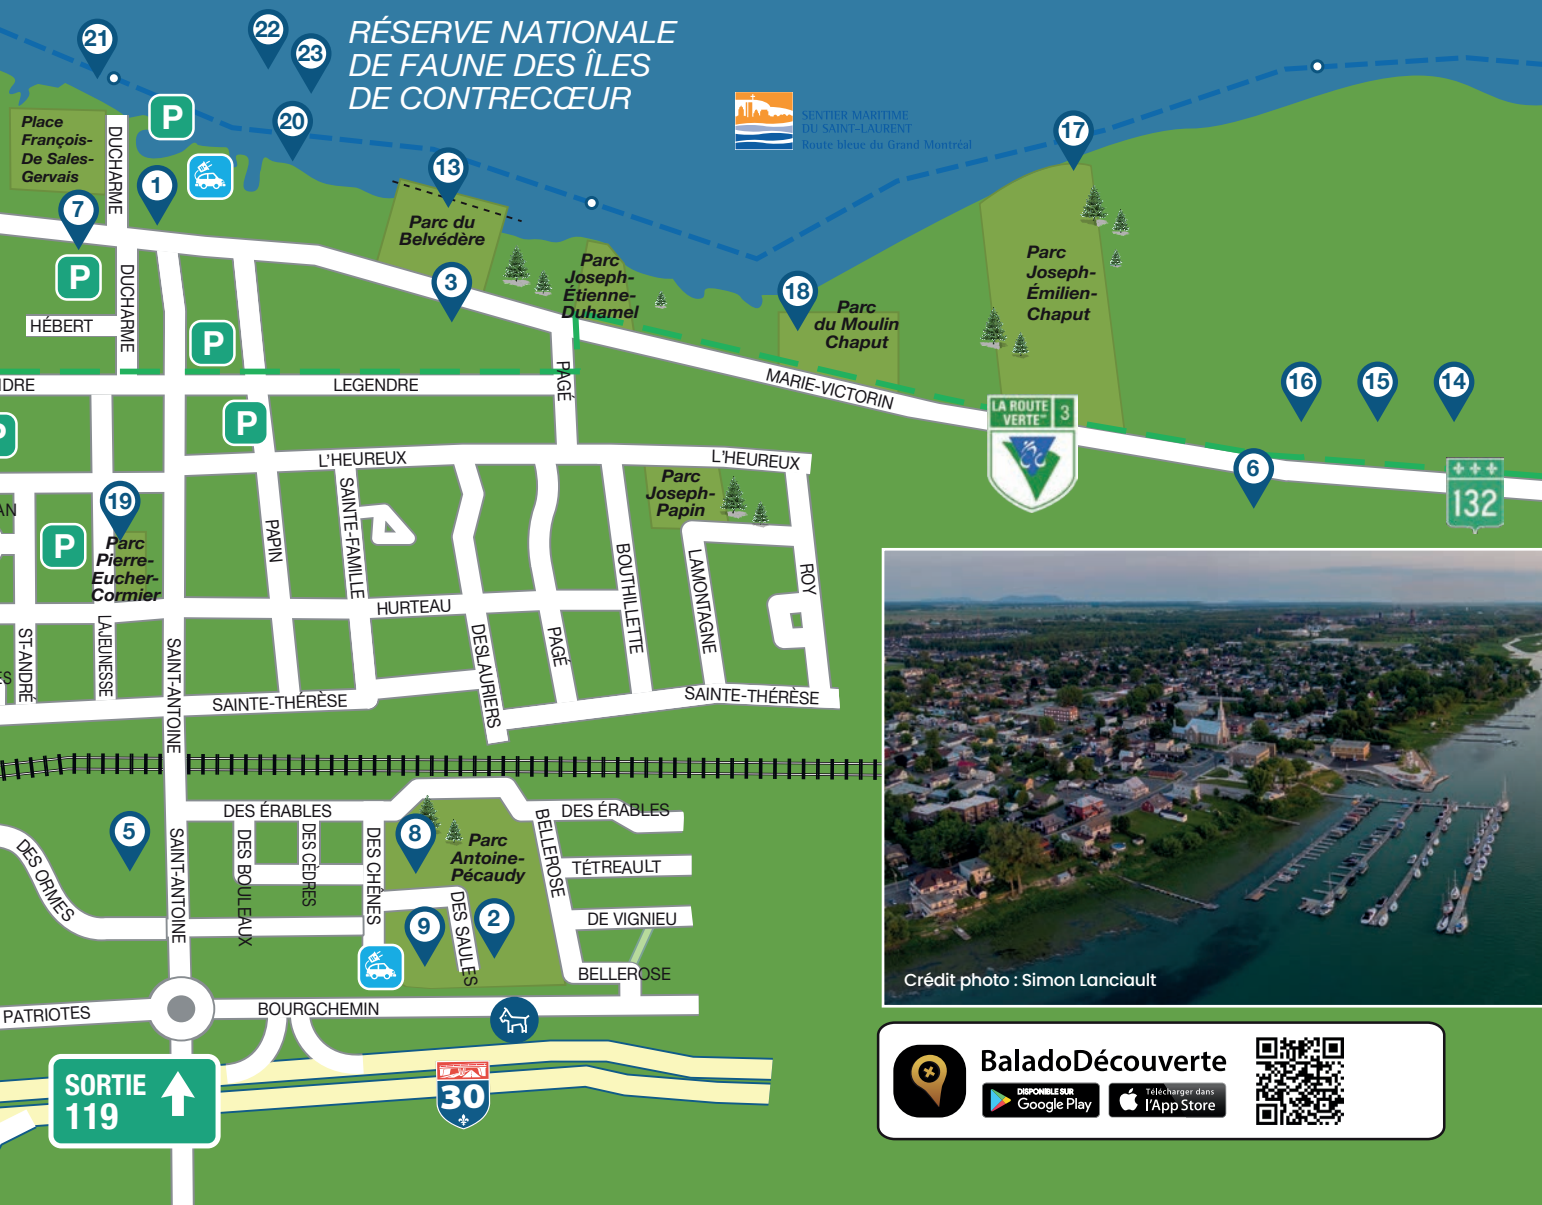 21
22
23
RÉSERVE NATIONALE
DE FAUNE DES ÎLES
DE CONTRECŒUR
20
SENTIER MARITIME
DU SAINT-LAURENT
Route bleue du Grand Montréal
17
Place
François-
De Sales-
Gervais
P
DUCHARME
1
7
13
Parc du
Belvédère
P
DUCHARME
HÉBERT
3
Parc
Joseph-
Étienne-
Duhamel
18
Parc
du Moulin
Chaput
Parc
Joseph-
Émilien-
Chaput
P
LEGENDRE
PAGÉ
MARIE-VICTORIN
LA ROUTE
VERTE
3
16
15
14
6
132
P
P
L'HEUREUX
L'HEUREUX
19
P
Parc
Pierre-
Eucher-
Cormier
PAPIN
SAINTE-FAMILLE
Parc
Joseph-
Papin
BOUTHILLETTE
LAMONTAGNE
ROY
HURTEAU
ST-ANDRÉ
LAJEUNESSE
SAINT-ANTOINE
DESLAURIERS
PAGÉ
SAINTE-THÉRÈSE
SAINTE-THÉRÈSE
DES ÉRABLES
DES ÉRABLES
5
DES ORMES
SAINT-ANTOINE
DES BOULEAUX
DES CÈDRES
DES CHÊNES
8
Parc
Antoine-
Pécaudy
BELLEROSE
TÉTREAULT
DE VIGNIEU
9
DES SAULES
2
BELLEROSE
PATRIOTES
BOURGCHEMIN
SORTIE
119
30
Crédit photo : Simon Lanciault
BaladoDécouverte
DISPONIBLE SUR
Google Play
Télécharger dans
l'App Store